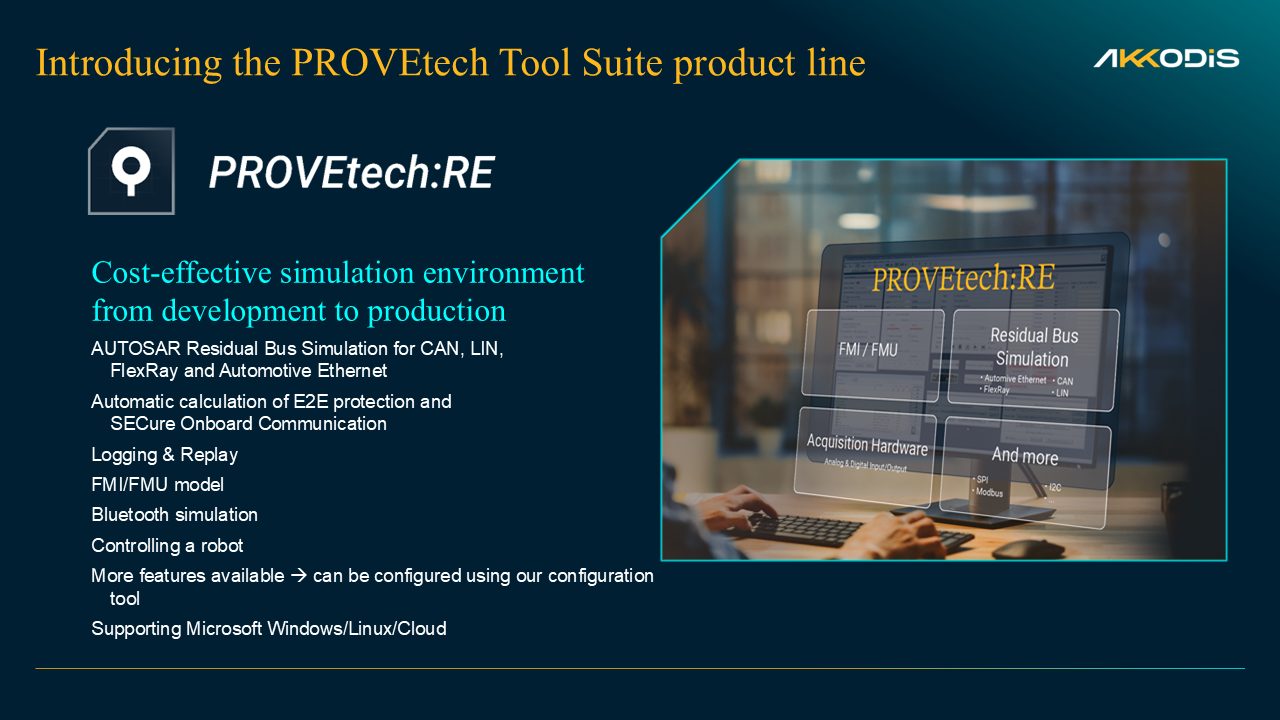 Introducing the PROVEtech Tool Suite product line
AKKODiS
PROVEtech:RE
Cost-effective simulation environment
from development to production
AUTOSAR Residual Bus Simulation for CAN, LIN,
FlexRay and Automotive Ethernet
Automatic calculation of E2E protection and
SECure Onboard Communication
Logging & Replay
FMI/FMU model
Bluetooth simulation
Controlling a robot
More features available → can be configured using our configuration
tool
Supporting Microsoft Windows/Linux/Cloud
PROVEtech:RE
FMI / FMU
Residual Bus
Simulation
• Automive Ethernet • CAN
• FlexRay • LIN
Acquisition Hardware
Analog & Digital Input/Output
And more
• SPI • I2C
• Modbus • ...